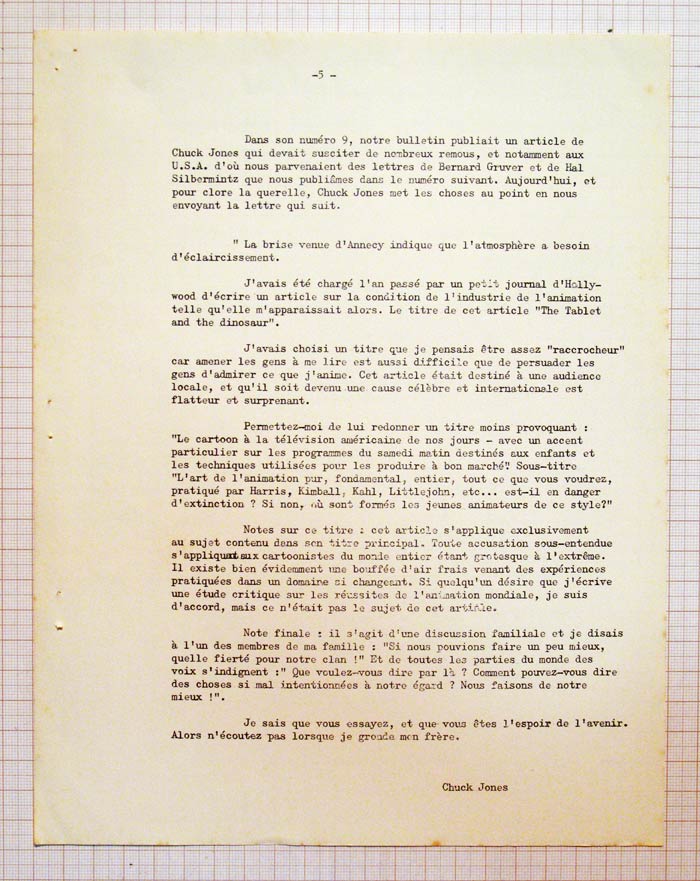 -5 -
Dans son numéro 9, notre bulletin publiait un article de
Chuck Jones qui devait susciter de nombreux remous, et notamment aux
U.S.A. d'où nous parvenaient des lettres de Bernard Gruver et de Hal
Silbermintz que nous publiâmes dans le numéro suivant. Aujourd'hui, et
pour clore la querelle, Chuck Jones met les choses au point en nous
envoyant la lettre qui suit.
" La brise venue d'Annecy indique que l'atmosphère a besoin
d'éclaircissement.
J'avais été chargé l'an passé par un petit journal d'Holly-
wood d'écrire un article sur la condition de l'industrie de l'animation
telle qu'elle m'apparaissait alors. Le titre de cet article "The Tablet
and the dinosaur".
J'avais choisi un titre que je pensais être assez "raccrocheur"
car amener les gens à me lire est aussi difficile que de persuader les
gens d'admirer ce que j'anime. Cet article était destiné à une audience
locale, et qu'il soit devenu une cause célèbre et internationale est
flatteur et surprenant.
Permettez-moi de lui redonner un titre moins provoquant :
"Le cartoon à la télévision américaine de nos jours - avec un accent
particulier sur les programmes du samedi matin destinés aux enfants et
les techniques utilisées pour les produire à bon marché". Sous-titre
"L'art de l'animation pur, fondamental, entier, tout ce que vous voudrez,
pratiqué par Harris, Kimball, Kahl, Littlejohn, etc... est-il en danger
d'extinction ? Si non, où sont formés les jeunes animateurs de ce style?"
Notes sur ce titre : cet article s'applique exclusivement
au sujet contenu dans son titre principal. Toute accusation sous-entendue
s'appliquant aux cartoonistes du monde entier étant grotesque à l'extrême.
Il existe bien évidemment une bouffée d'air frais venant des expériences
pratiquées dans un domaine si changeant. Si quelqu'un désire que j'écrive
une étude critique sur les réussites de l'animation mondiale, je suis
d'accord, mais ce n'était pas le sujet de cet article.
Note finale : il s'agit d'une discussion familiale et je disais
à l'un des membres de ma famille : "Si nous pouvions faire un peu mieux,
quelle fierté pour notre clan !" Et de toutes les parties du monde des
voix s'indignent :" Que voulez-vous dire par là ? Comment pouvez-vous dire
des choses si mal intentionnées à notre égard ? Nous faisons de notre
mieux !".
Je sais que vous essayez, et que vous êtes l'espoir de l'avenir.
Alors n'écoutez pas lorsque je gronde mon frère.
Chuck Jones